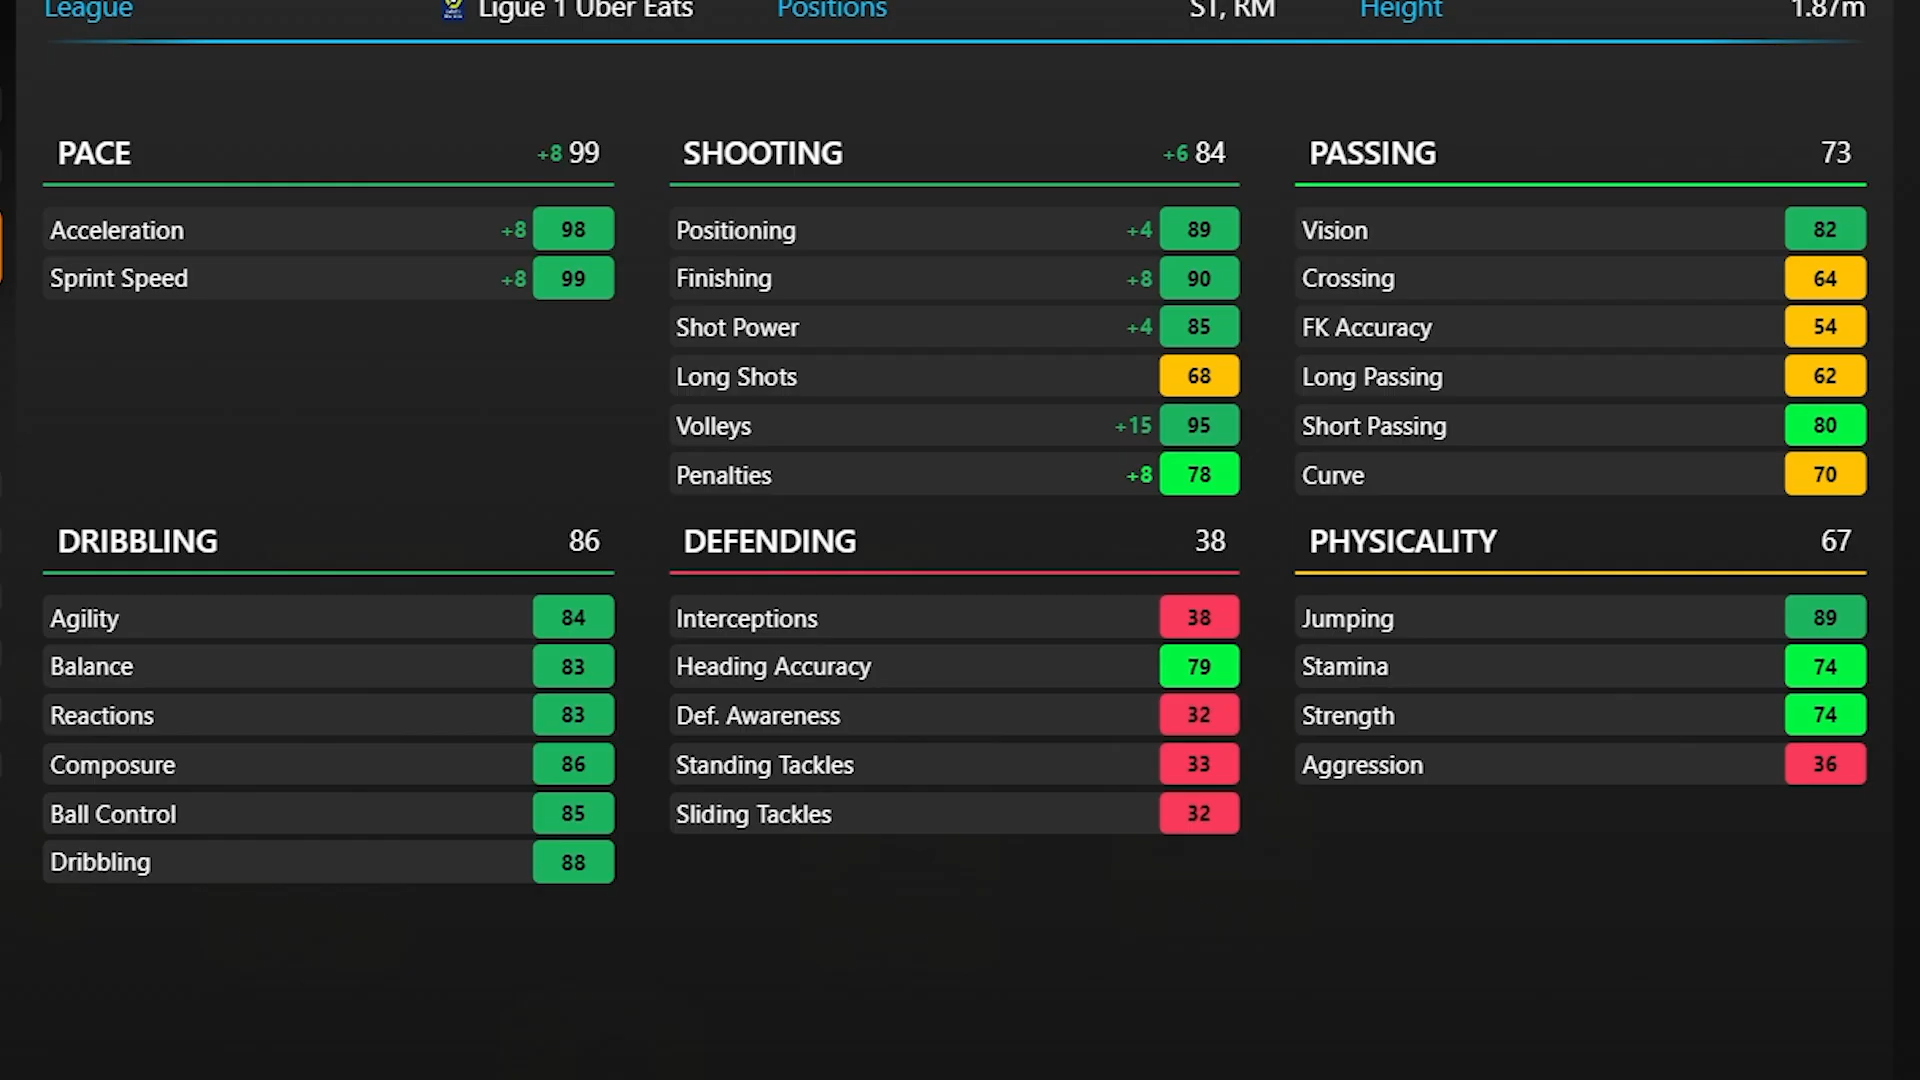 League Ligue 1 Uber Eats Positions ST, RM Height 1.87m
PACE +8 99
Acceleration +8 98
Sprint Speed +8 99
SHOOTING +6 84
Positioning +4 89
Finishing +8 90
Shot Power +4 85
Long Shots 68
Volleys +15 95
Penalties +8 78
PASSING 73
Vision 82
Crossing 64
FK Accuracy 54
Long Passing 62
Short Passing 80
Curve 70
DRIBBLING 86
Agility 84
Balance 83
Reactions 83
Composure 86
Ball Control 85
Dribbling 88
DEFENDING 38
Interceptions 38
Heading Accuracy 79
Def. Awareness 32
Standing Tackles 33
Sliding Tackles 32
PHYSICALITY 67
Jumping 89
Stamina 74
Strength 74
Aggression 36